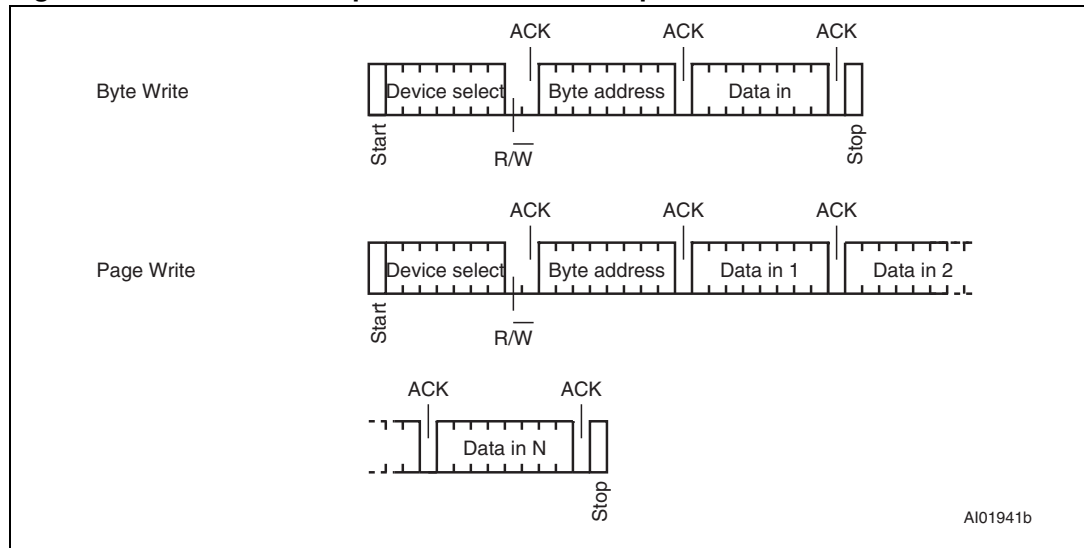 ACK ACK ACK
Byte Write
Device select Byte address Data in
Start
R/W̅
Stop
ACK ACK ACK
Page Write
Device select Byte address Data in 1 Data in 2
Start
R/W̅
ACK ACK
Data in N
Stop
AI01941b